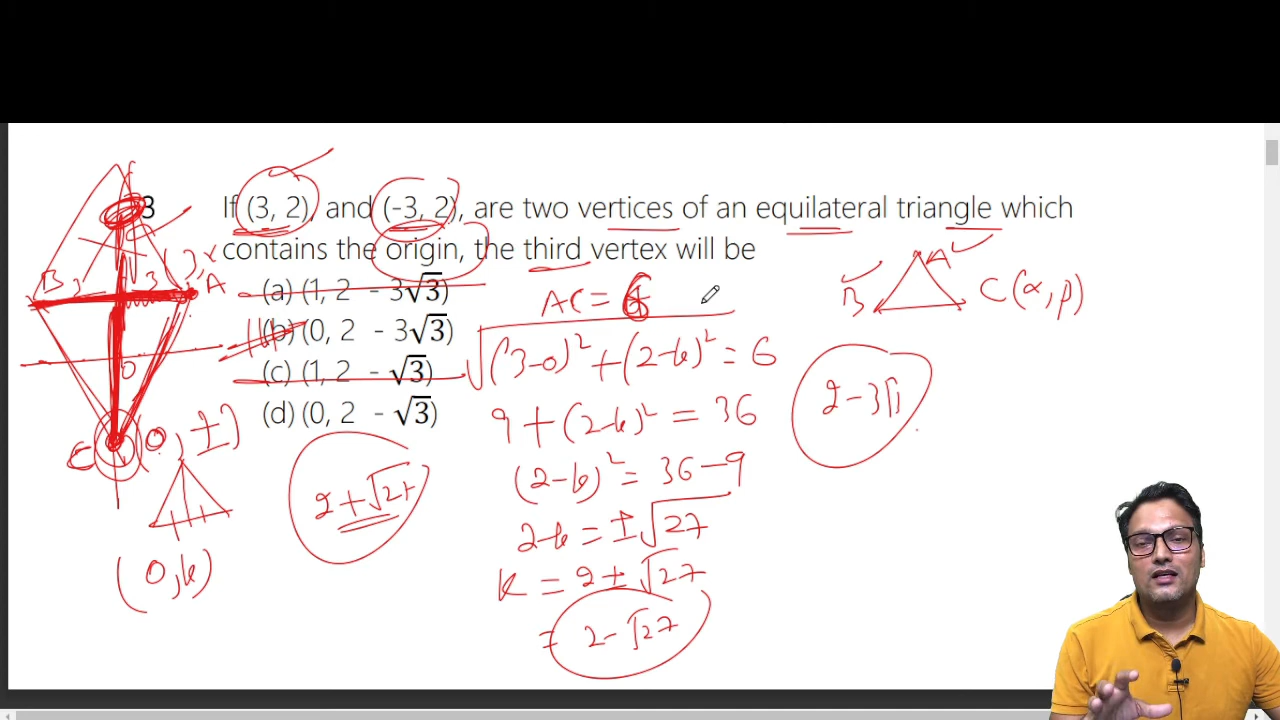 3 If (3, 2), and (-3, 2), are two vertices of an equilateral triangle which
contains the origin, the third vertex will be
(a) (1, 2 - 3√3)
(b) (0, 2 - 3√3)
(c) (1, 2 - √3)
(d) (0, 2 - √3)
B 3 3 A
O
C (0, ±)
(0, k)
2 + √27
AC = 6
√(3-0)² + (2-k)² = 6
9 + (2-k)² = 36
(2-k)² = 36 - 9
2-k = ± √27
K = 2 ± √27
= 2 - √27
A
B C (α, β)
2 - 3√